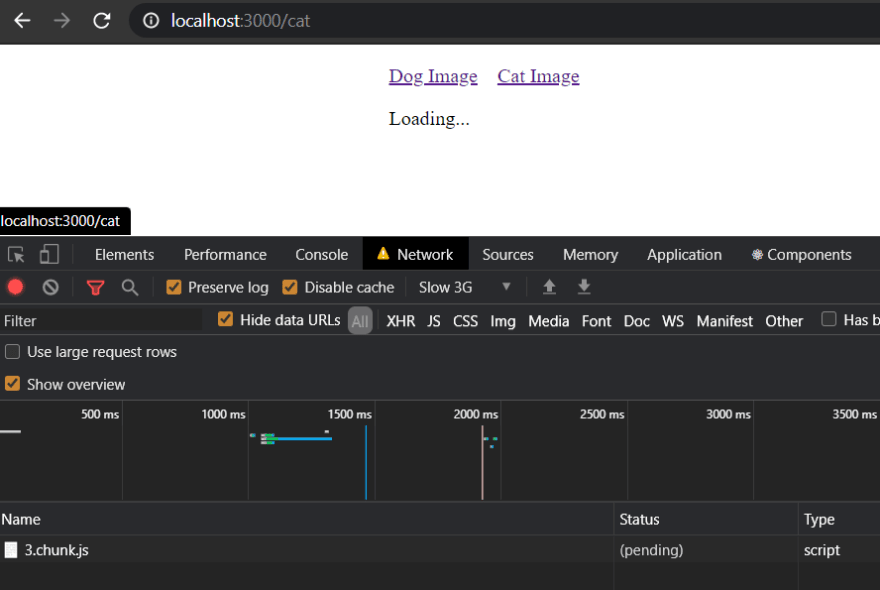 localhost:3000/cat
Dog Image Cat Image
Loading...
localhost:3000/cat
Elements Performance Console Network Sources Memory Application Components
Preserve log Disable cache Slow 3G
Filter Hide data URLs All XHR JS CSS Img Media Font Doc WS Manifest Other Has b
Use large request rows
Show overview
500 ms 1000 ms 1500 ms 2000 ms 2500 ms 3000 ms 3500 ms
Name Status Type
3.chunk.js (pending) script